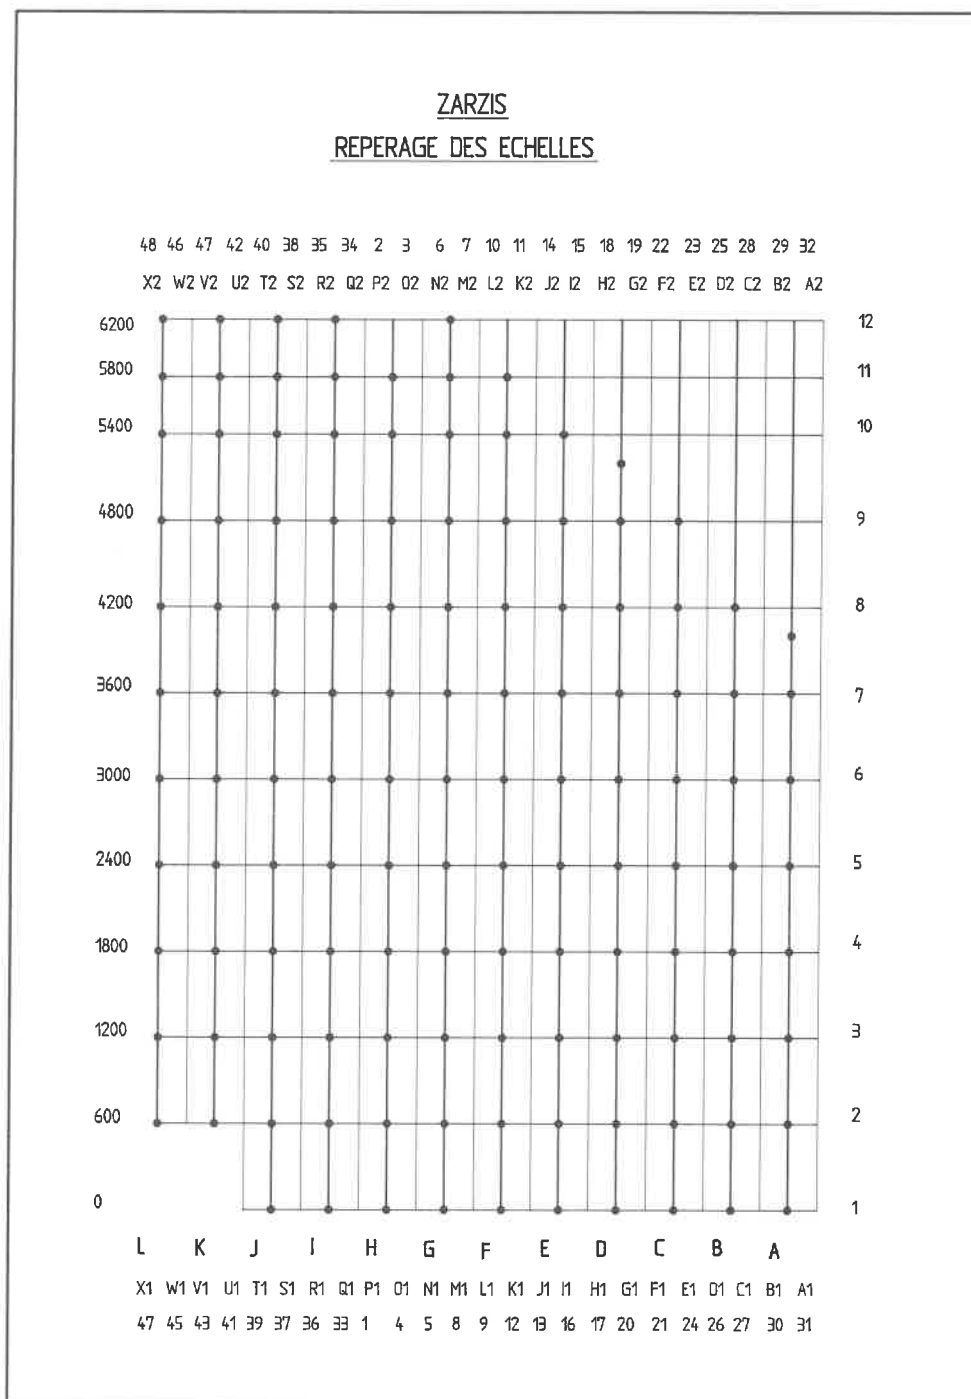 ZARZIS
REPERAGE DES ECHELLES
48 46 47 42 40 38 35 34 2 3 6 7 10 11 14 15 18 19 22 23 25 28 29 32
X2 W2 V2 U2 T2 S2 R2 Q2 P2 O2 N2 M2 L2 K2 J2 I2 H2 G2 F2 E2 D2 C2 B2 A2
6200 12
5800 11
5400 10
4800 9
4200 8
3600 7
3000 6
2400 5
1800 4
1200 3
600 2
0 1
L K J I H G F E D C B A
X1 W1 V1 U1 T1 S1 R1 Q1 P1 O1 N1 M1 L1 K1 J1 I1 H1 G1 F1 E1 D1 C1 B1 A1
47 45 43 41 39 37 36 33 1 4 5 8 9 12 13 16 17 20 21 24 26 27 30 31